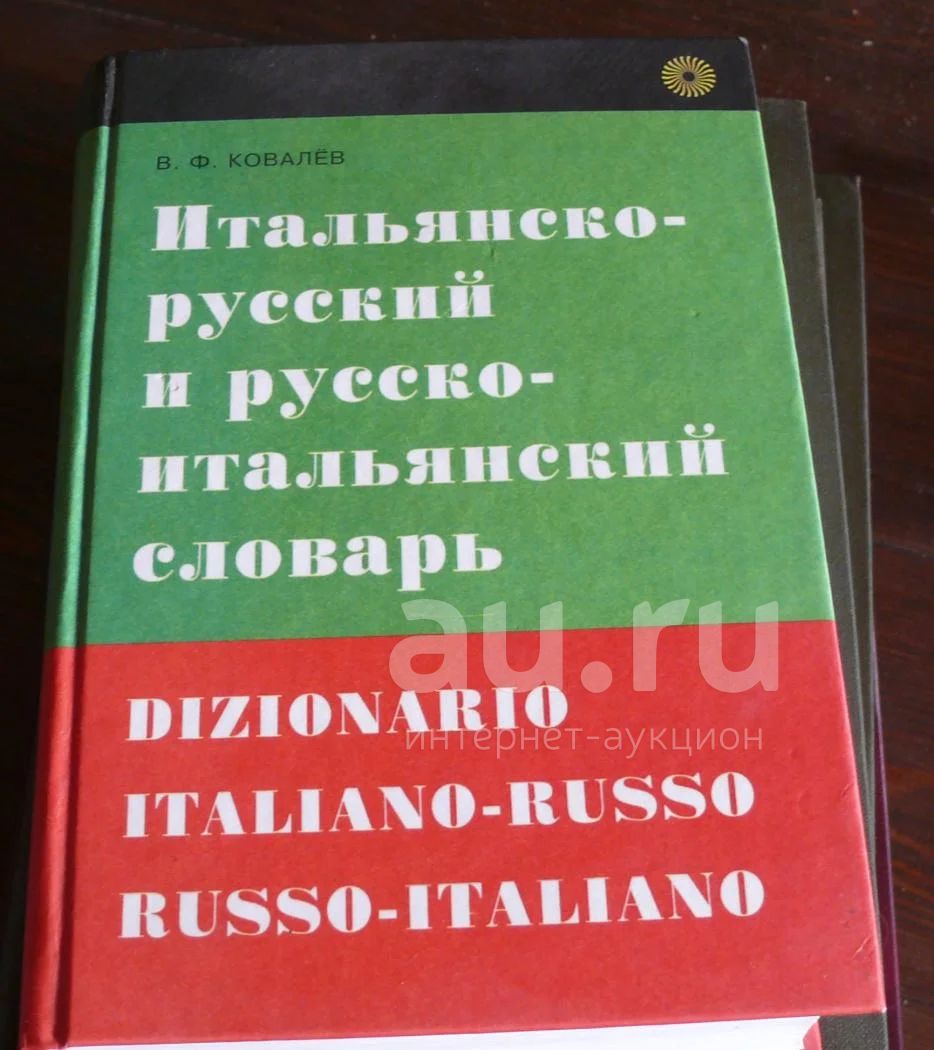 В. Ф. КОВАЛЁВ
Итальянско-
русский
и русско-
итальянский
словарь
au.ru
интернет-аукцион
DIZIONARIO
ITALIANO-RUSSO
RUSSO-ITALIANO